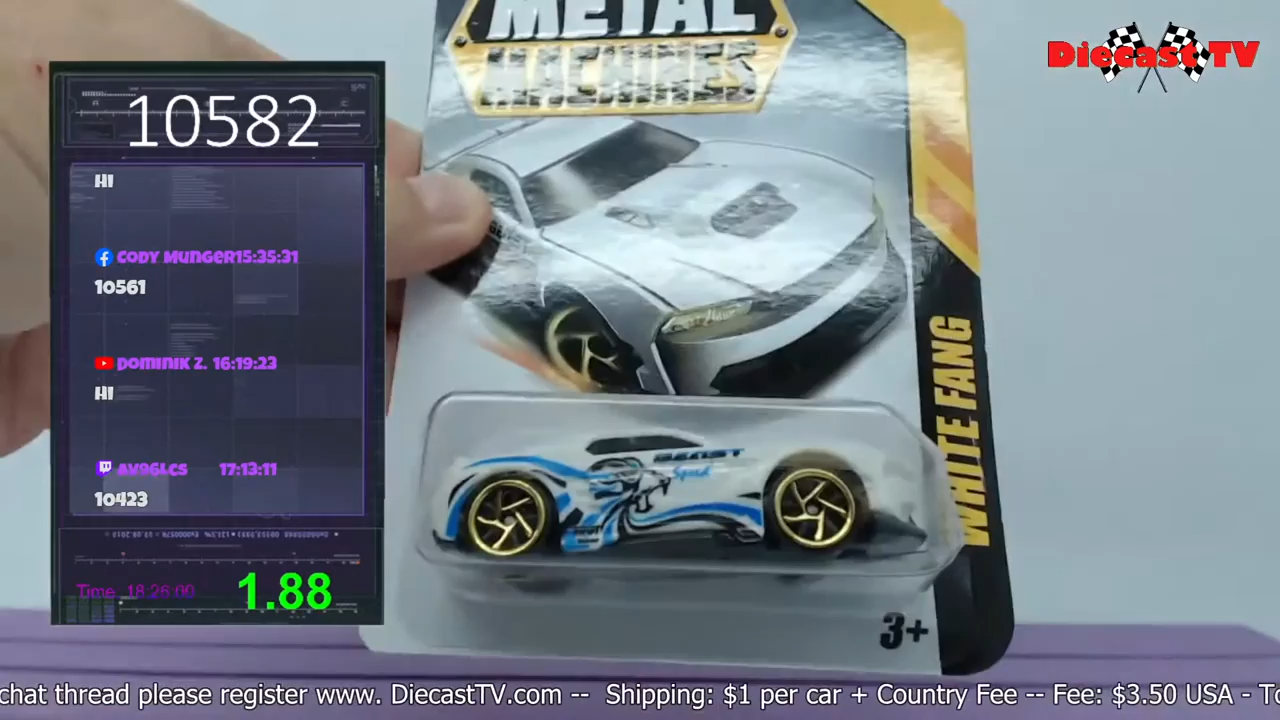 METAL
MACHINES
Diecast TV
10582
HI
CODY MUNGER15:35:31
10561
DOMINIK Z. 16:19:23
HI
AV96LCS 17:13:11
10423
Time 18:26:00
1.88
BEAST
Squad
WHITE FANG
3+
chat thread please register www. DiecastTV.com -- Shipping: $1 per car + Country Fee -- Fee: $3.50 USA - To